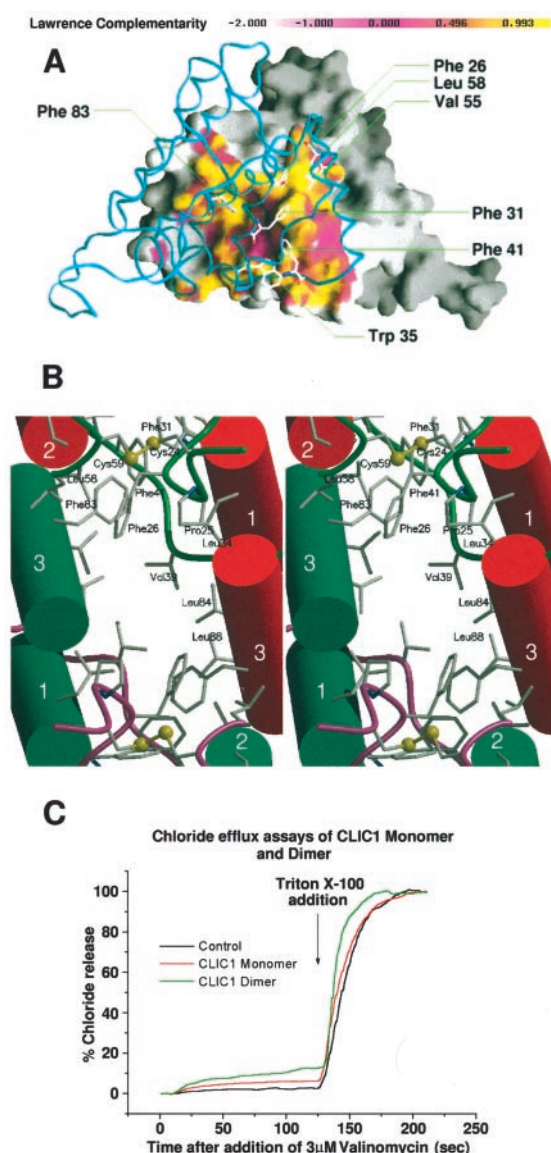 Lawrence Complementarity -2.000 -1.000 0.000 0.496 0.993
A
Phe 26
Leu 58
Val 55
Phe 83
Phe 31
Phe 41
Trp 35
B
2
Phe31
Cys24
Cys59
Leu58
Phe41
Phe83
Phe26
Pro25
1
Leu34
3
Val39
Leu84
Leu88
3
1
2
2
Phe31
Cys24
Cys59
Leu58
Phe41
Phe83
Phe26
Pro25
1
Leu34
3
Val39
Leu84
Leu88
3
1
2
C
Chloride efflux assays of CLIC1 Monomer
and Dimer
Triton X-100
addition
Control
CLIC1 Monomer
CLIC1 Dimer
% Chloride release
100
80
60
40
20
0
0 50 100 150 200 250
Time after addition of 3µM Valinomycin (sec)